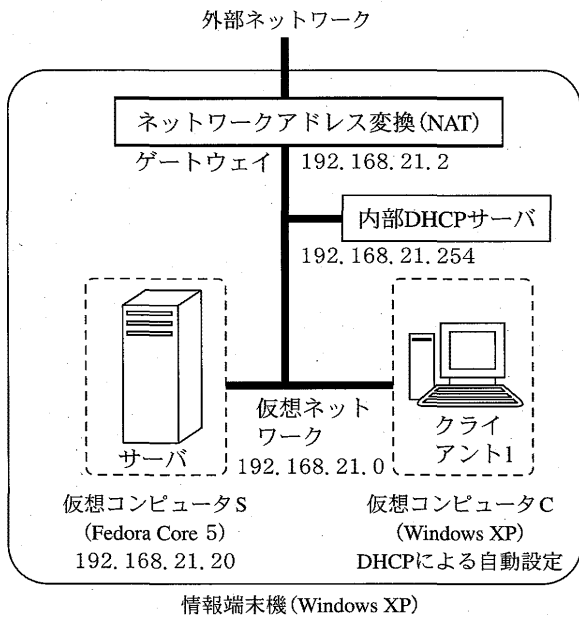 外部ネットワーク
ネットワークアドレス変換(NAT)
ゲートウェイ 192.168.21.2
内部DHCPサーバ
192.168.21.254
サーバ
仮想ネット
ワーク
192.168.21.0
クライ
アント1
仮想コンピュータS
(Fedora Core 5)
192.168.21.20
仮想コンピュータC
(Windows XP)
DHCPによる自動設定
情報端末機(Windows XP)